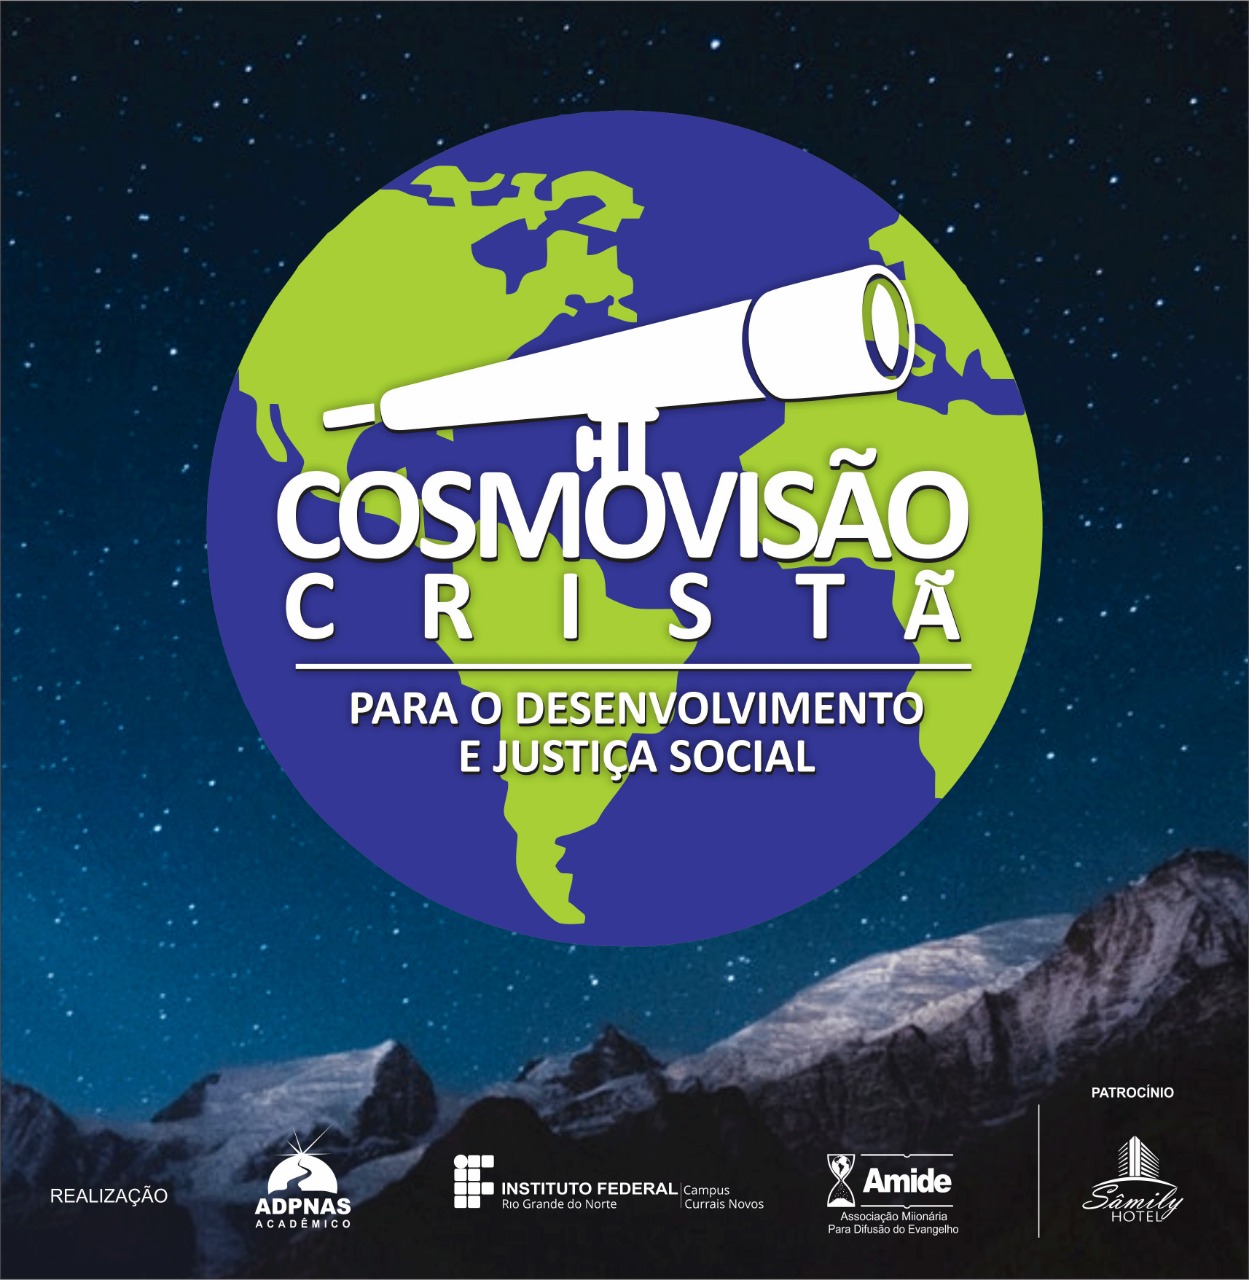 COSMOVISÃO
CRISTÃ
PARA O DESENVOLVIMENTO
E JUSTIÇA SOCIAL
PATROCÍNIO
REALIZAÇÃO
ADPNAS
ACADÊMICO
INSTITUTO FEDERAL
Rio Grande do Norte
Campus
Currais Novos
Amide
Associação Miionária
Para Difusão do Evangelho
Sâmily
HOTEL